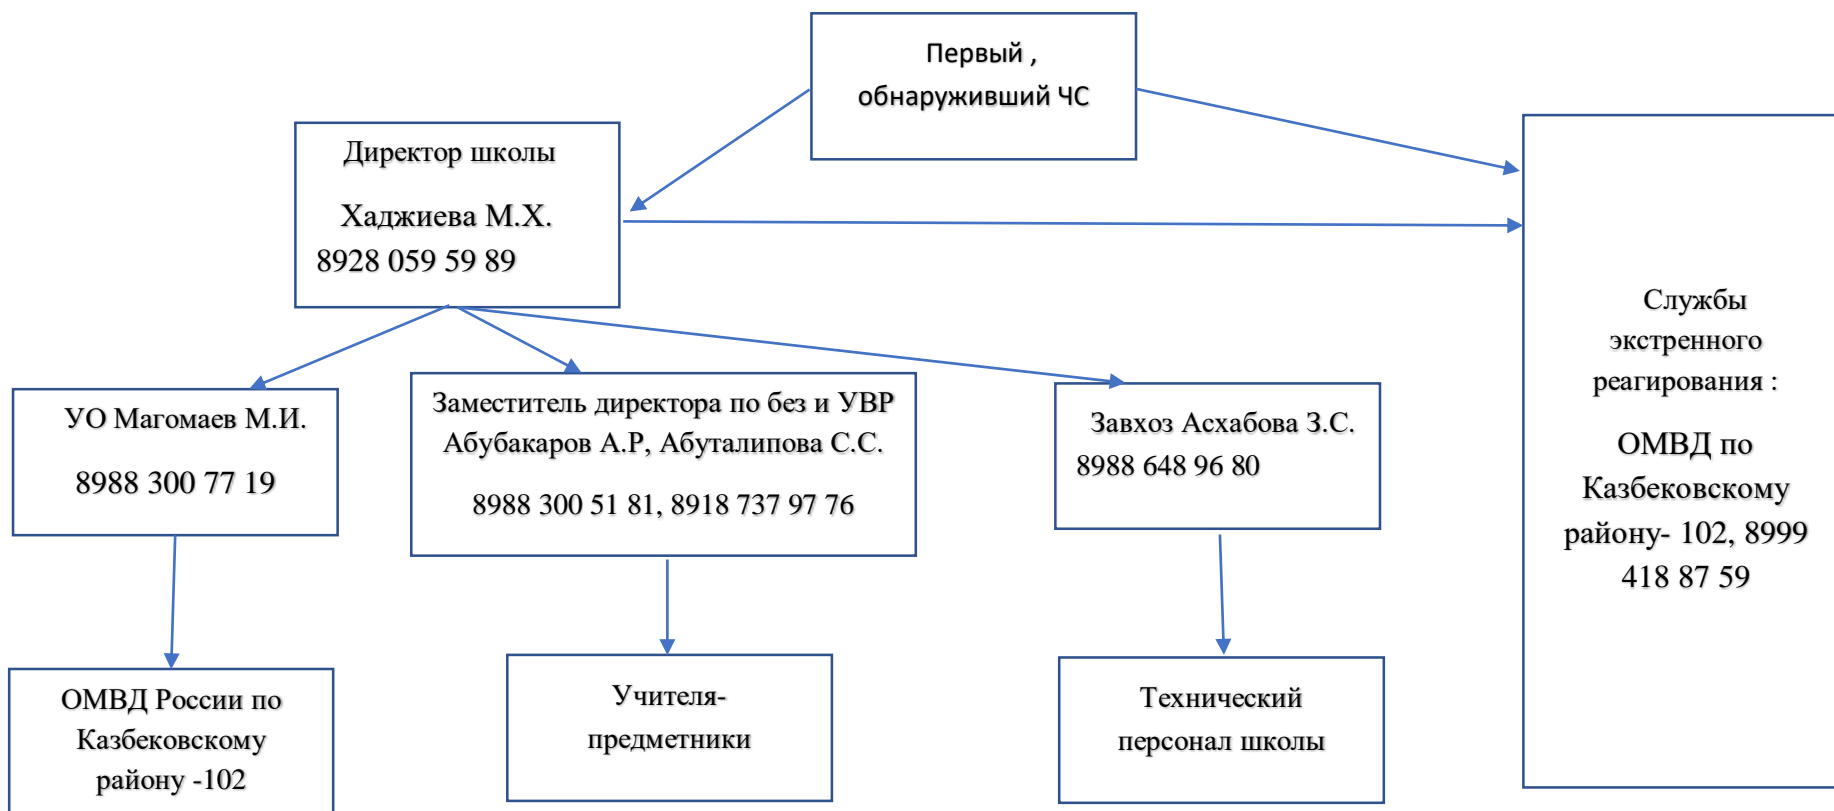 Первый ,
обнаруживший ЧС
Директор школы
Хаджиева М.Х.
8928 059 59 89
Службы
экстренного
реагирования :
ОМВД по
Казбековскому
району- 102, 8999
418 87 59
УО Магомаев М.И.
8988 300 77 19
Заместитель директора по без и УВР
Абубакаров А.Р, Абуталипова С.С.
8988 300 51 81, 8918 737 97 76
Завхоз Асхабова З.С.
8988 648 96 80
ОМВД России по
Казбековскому
району -102
Учителя-
предметники
Технический
персонал школы